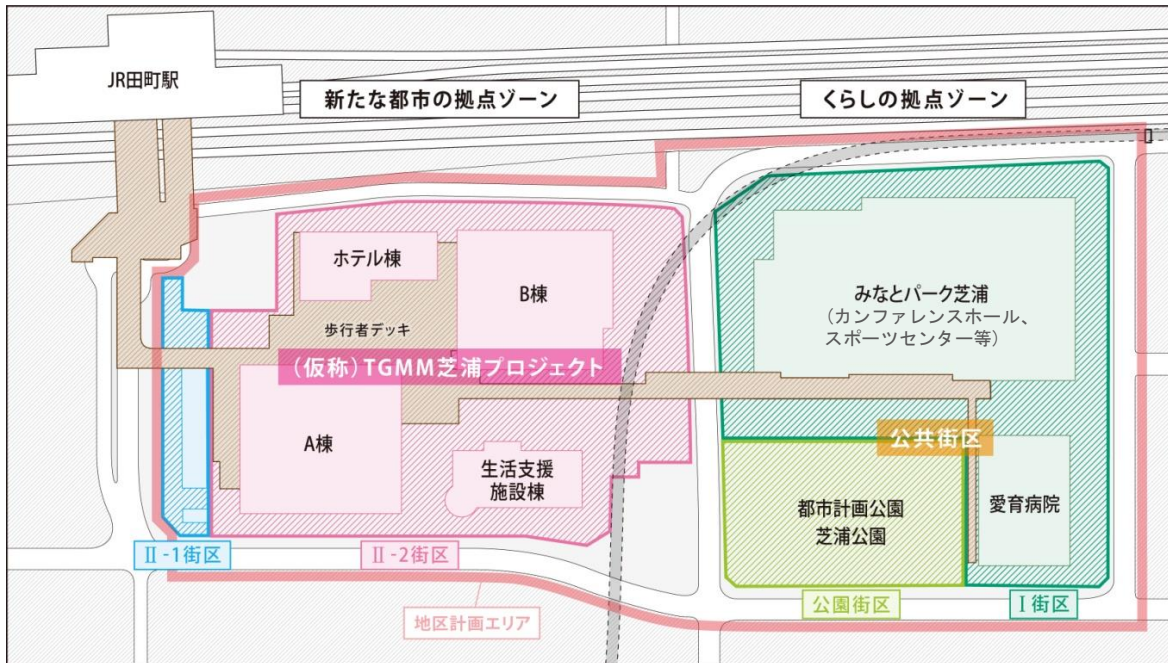 JR田町駅
新たな都市の拠点ゾーン
くらしの拠点ゾーン
ホテル棟
B棟
みなとパーク芝浦
（カンファレンスホール、
スポーツセンター等）
歩行者デッキ
（仮称）TGMM芝浦プロジェクト
A棟
公共街区
生活支援
施設棟
都市計画公園
芝浦公園
愛育病院
Ⅱ-1街区
Ⅱ-2街区
公園街区
Ⅰ街区
地区計画エリア